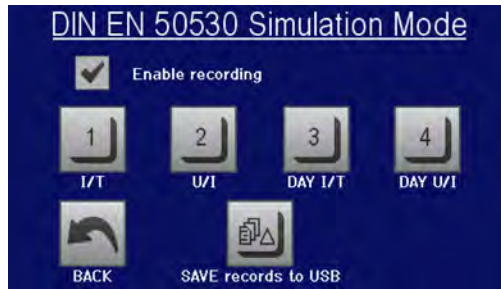 DIN EN 50530 Simulation Mode
Enable recording
1 2 3 4
I/T U/I DAY I/T DAY U/I
BACK SAVE records to USB